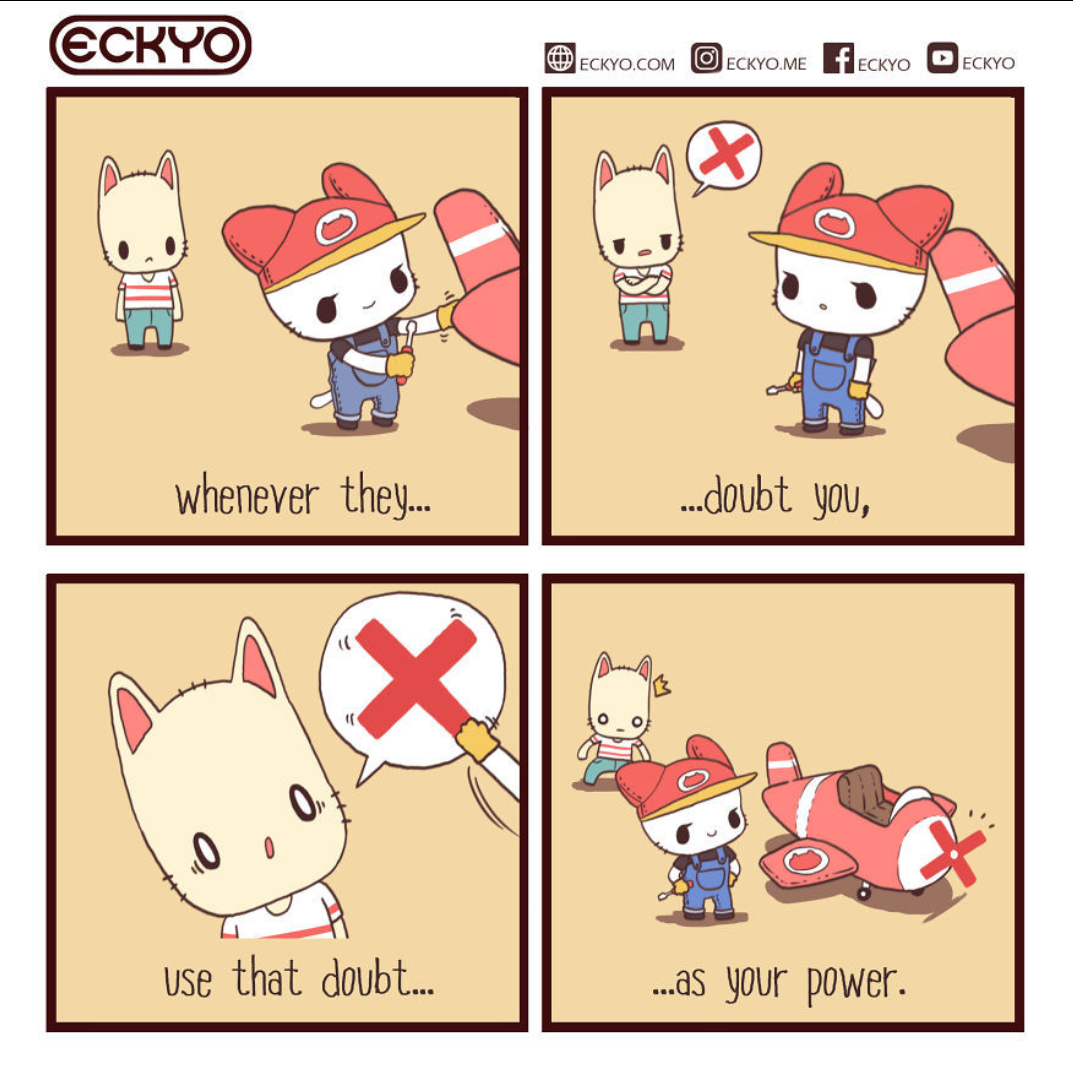 ECKYO
ECKYO.COM ECKYO.ME ECKYO ECKYO
whenever they...
...doubt you,
use that doubt...
...as your power.